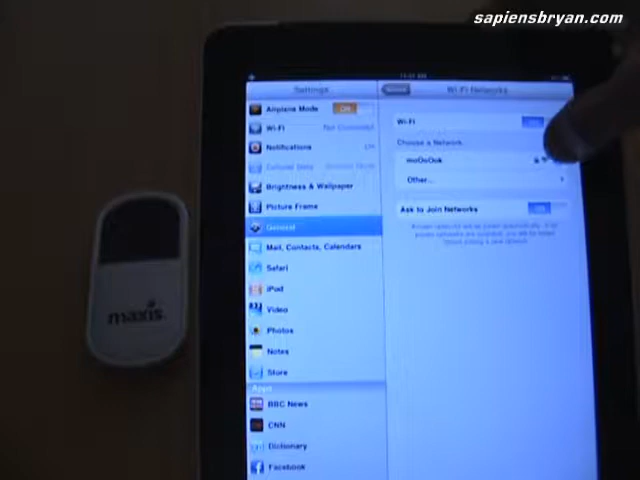 sapiensbryan.com
Settings
Wi-Fi Networks
Airplane Mode
Wi-Fi
Not Connected
Notifications
Brightness & Wallpaper
Picture Frame
General
Mail, Contacts, Calendars
Safari
iPod
Video
Photos
Notes
Store
Apps
BBC News
CNN
Dictionary
Facebook
Wi-Fi
Choose a Network...
moOoOok
Other...
Ask to Join Networks
maxis